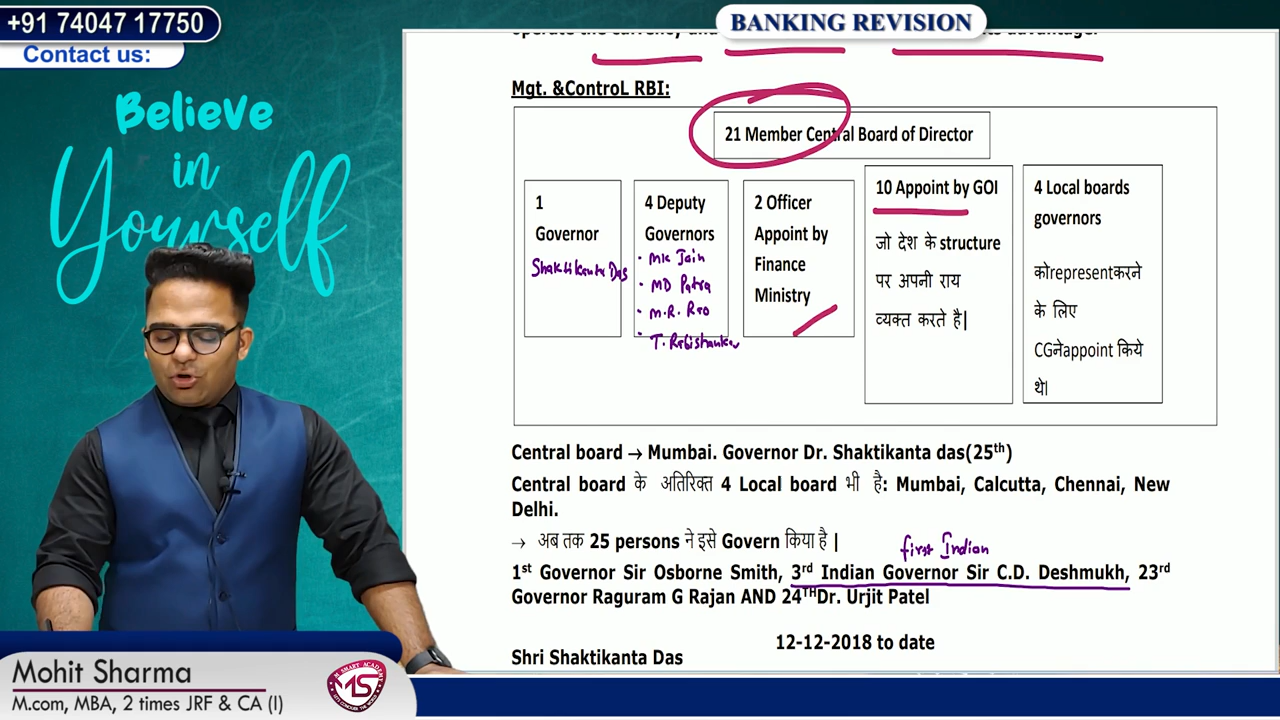 +91 74047 17750
Contact us:
BANKING REVISION
Believe
in
Yourself
Mgt. &ControL RBI:
21 Member Central Board of Director
1
Governor
Shaktikanta Das
4 Deputy
Governors
· MK Jain
· MD Patra
· M.R. Rao
· T. Rabishankar
2 Officer
Appoint by
Finance
Ministry
10 Appoint by GOI
जो देश के structure
पर अपनी राय
व्यक्त करते है|
4 Local boards
governors
कोrepresentकरने
के लिए
CGनेappoint किये
थे।
Central board → Mumbai. Governor Dr. Shaktikanta das(25th)
Central board के अतिरिक्त 4 Local board भी है: Mumbai, Calcutta, Chennai, New
Delhi.
→ अब तक 25 persons ने इसे Govern किया है |
first Indian
1st Governor Sir Osborne Smith, 3rd Indian Governor Sir C.D. Deshmukh, 23rd
Governor Raguram G Rajan AND 24THDr. Urjit Patel
12-12-2018 to date
Shri Shaktikanta Das
Mohit Sharma
M.com, MBA, 2 times JRF & CA (I)
MS